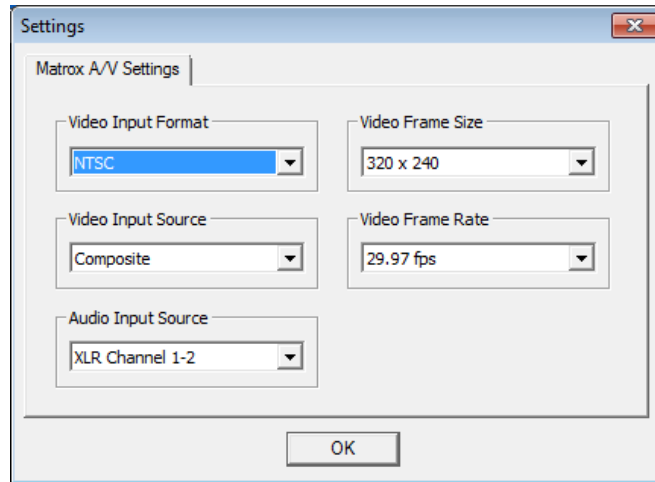 Settings
Matrox A/V Settings
Video Input Format
NTSC
Video Frame Size
320 x 240
Video Input Source
Composite
Video Frame Rate
29.97 fps
Audio Input Source
XLR Channel 1-2
OK